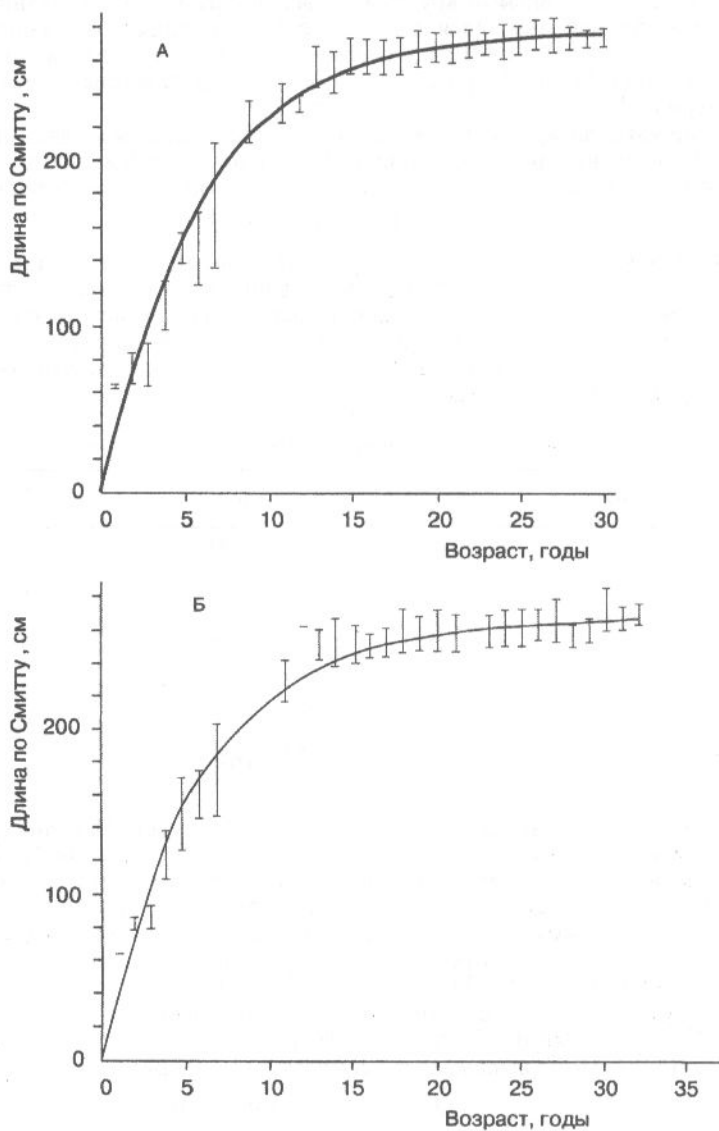 А
Длина по Смитту , см
200
100
0
0 5 10 15 20 25 30
Возраст, годы
Б
Длина по Смитту , см
200
100
0
0 5 10 15 20 25 30 35
Возраст, годы